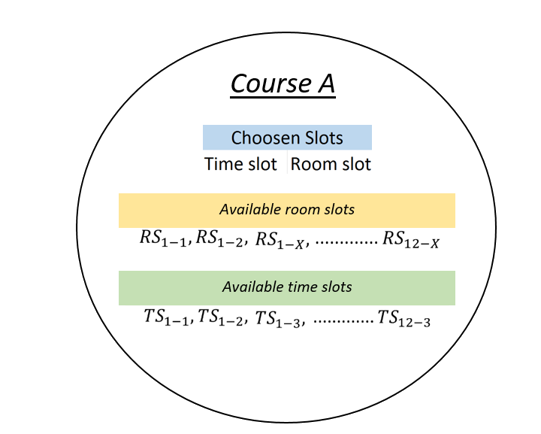 Course A
Choosen Slots
Time slot Room slot
Available room slots
RS₁₋₁, RS₁₋₂, RS₁₋X, ............. RS₁₂₋X
Available time slots
TS₁₋₁, TS₁₋₂, TS₁₋₃, ............. TS₁₂₋₃